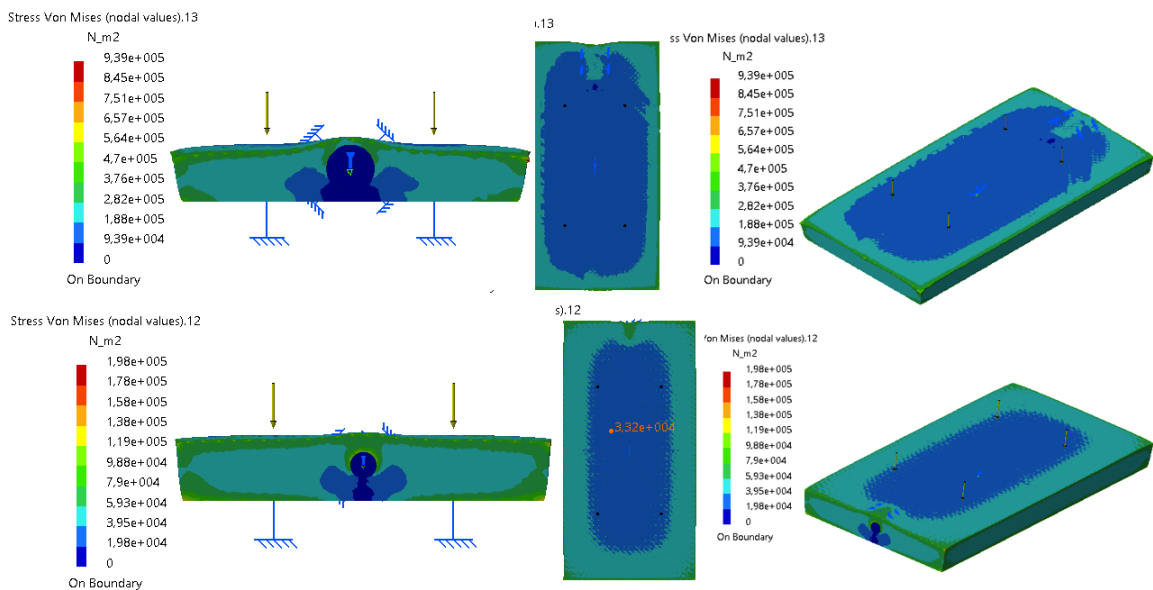 Stress Von Mises (nodal values).13
N_m2
9,39e+005
8,45e+005
7,51e+005
6,57e+005
5,64e+005
4,7e+005
3,76e+005
2,82e+005
1,88e+005
9,39e+004
0
On Boundary
.13
ss Von Mises (nodal values).13
N_m2
9,39e+005
8,45e+005
7,51e+005
6,57e+005
5,64e+005
4,7e+005
3,76e+005
2,82e+005
1,88e+005
9,39e+004
0
On Boundary
Stress Von Mises (nodal values).12
N_m2
1,98e+005
1,78e+005
1,58e+005
1,38e+005
1,19e+005
9,88e+004
7,9e+004
5,93e+004
3,95e+004
1,98e+004
0
On Boundary
s).12
3,32e+004
Von Mises (nodal values).12
N_m2
1,98e+005
1,78e+005
1,58e+005
1,38e+005
1,19e+005
9,88e+004
7,9e+004
5,93e+004
3,95e+004
1,98e+004
0
On Boundary